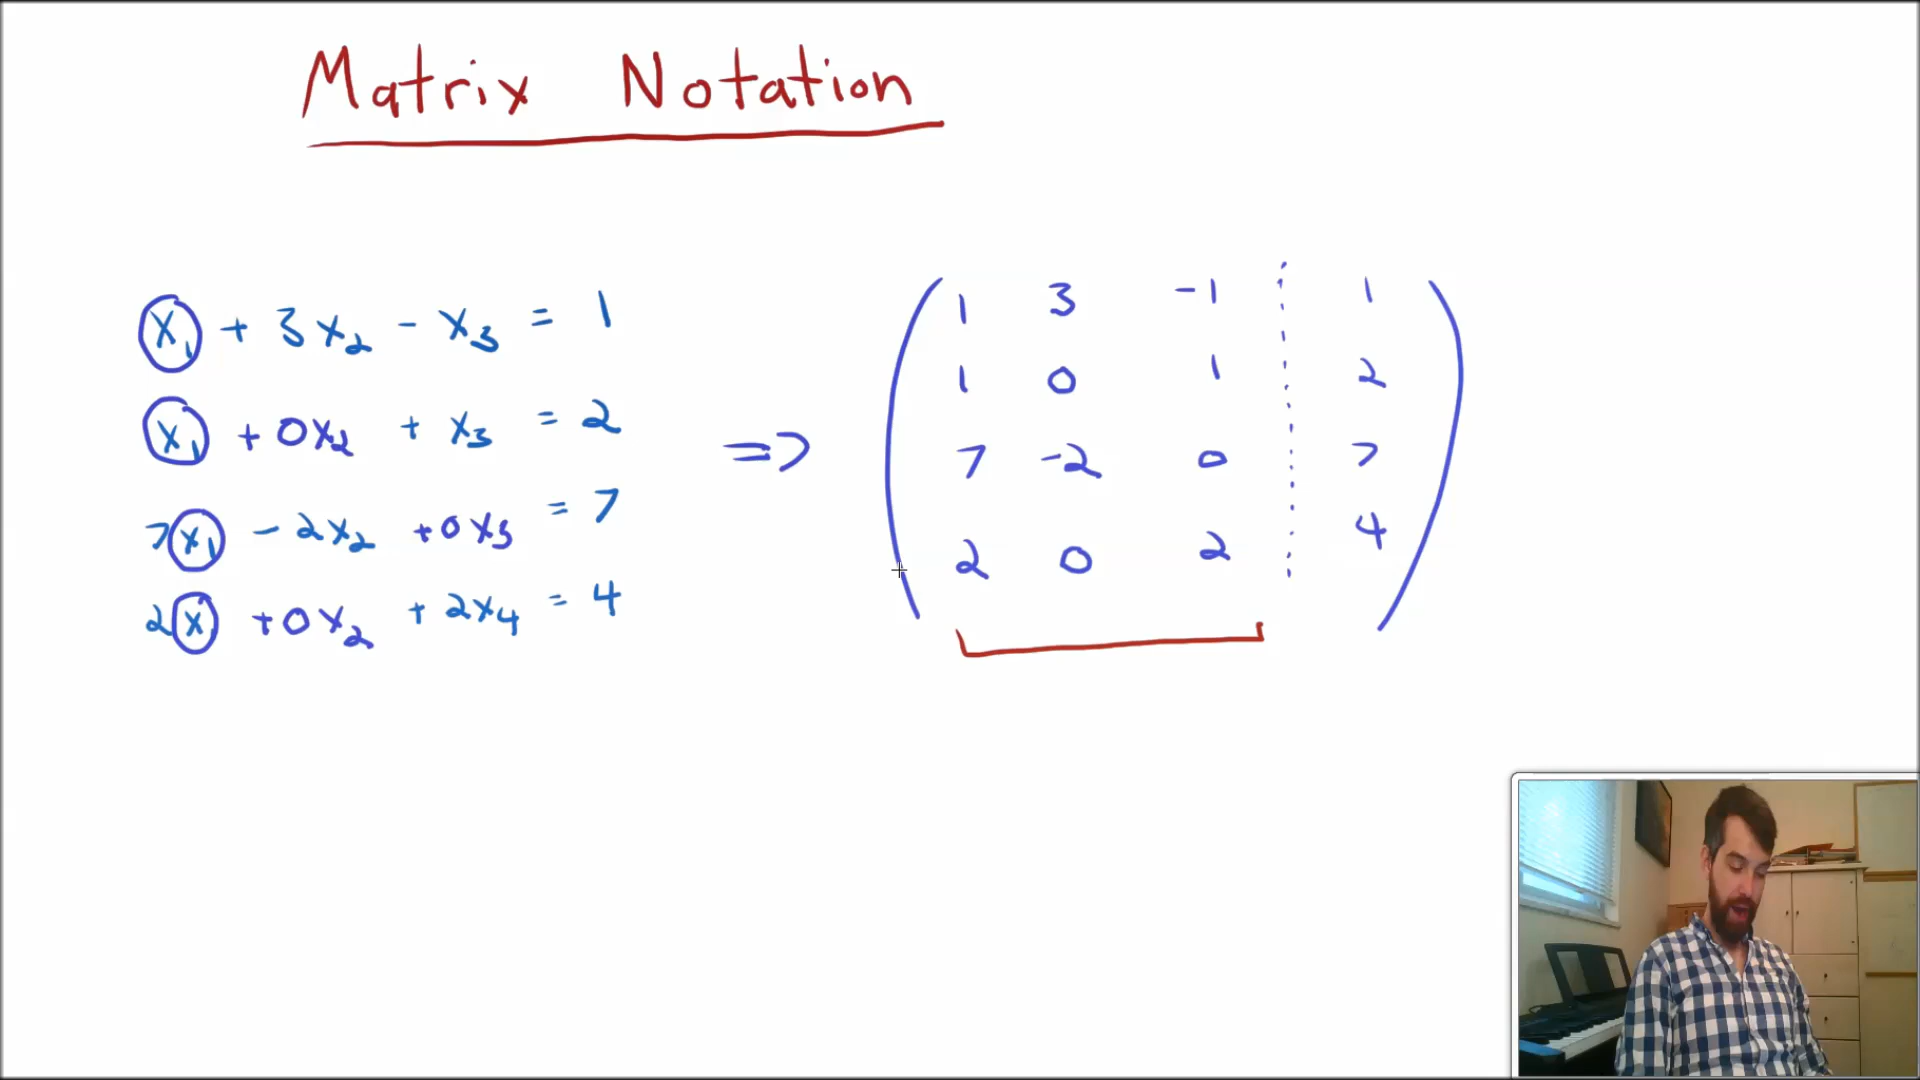 Matrix Notation
x₁ + 3x₂ - x₃ = 1
x₁ + 0x₂ + x₃ = 2
7x₁ - 2x₂ + 0x₃ = 7
2x₁ + 0x₂ + 2x₄ = 4
=>
1 3 -1 1
1 0 1 2
7 -2 0 7
2 0 2 4